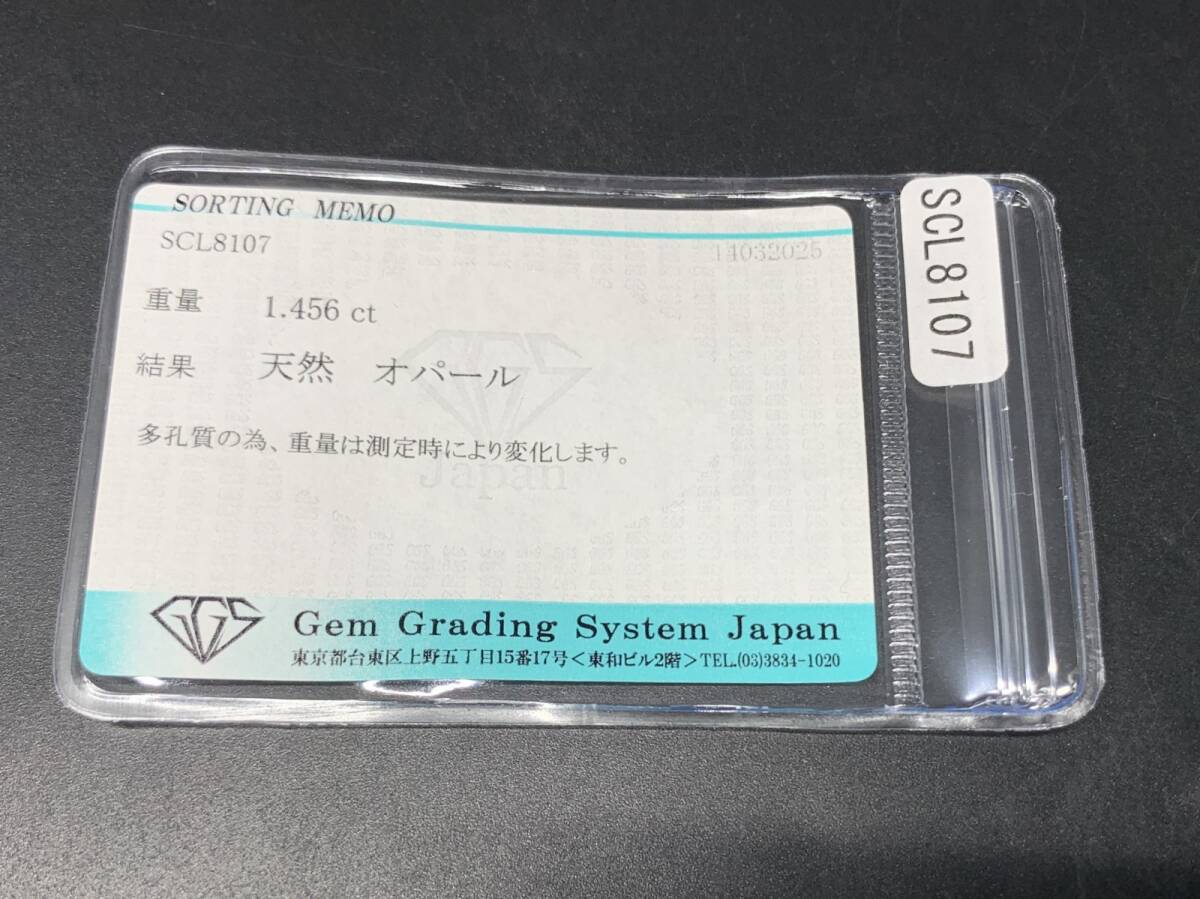 SORTING MEMO
SCL8107 14032025
重量 1.456 ct
結果 天然 オパール
多孔質の為、重量は測定時により変化します。
GGS
Japan
GGS Gem Grading System Japan
東京都台東区上野五丁目15番17号＜東和ビル2階＞TEL.(03)3834-1020
SCL8107